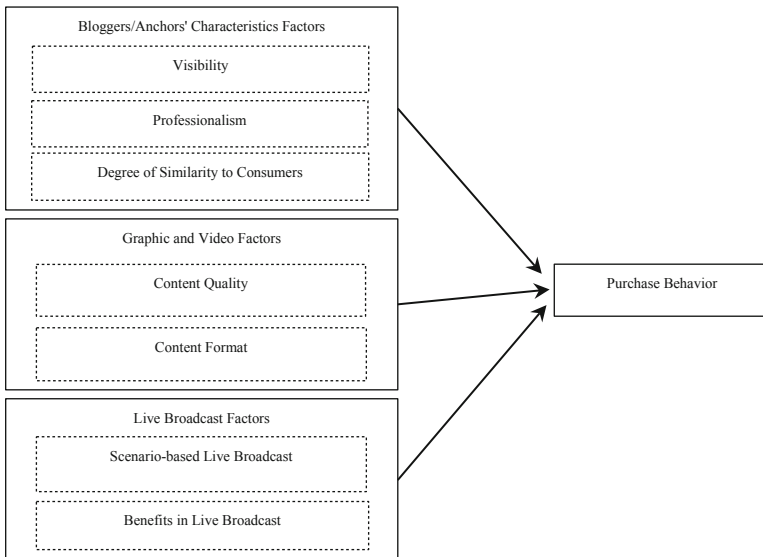 Bloggers/Anchors' Characteristics Factors
Visibility
Professionalism
Degree of Similarity to Consumers
Graphic and Video Factors
Content Quality
Content Format
Live Broadcast Factors
Scenario-based Live Broadcast
Benefits in Live Broadcast
Purchase Behavior